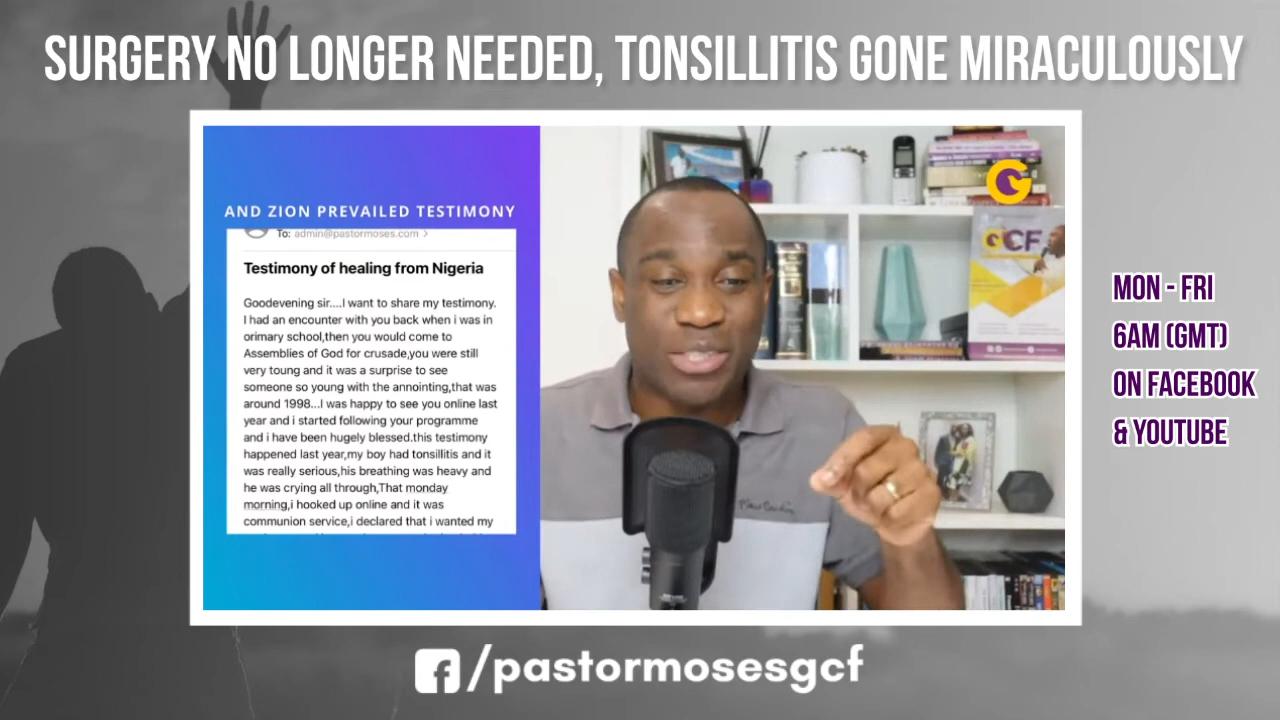 SURGERY NO LONGER NEEDED, TONSILLITIS GONE MIRACULOUSLY
AND ZION PREVAILED TESTIMONY
To: admin@pastormoses.com >
Testimony of healing from Nigeria
Goodevening sir....I want to share my testimony.
I had an encounter with you back when i was in
orimary school,then you would come to
Assemblies of God for crusade,you were still
very toung and it was a surprise to see
someone so young with the annointing,that was
around 1998...I was happy to see you online last
year and i started following your programme
and i have been hugely blessed.this testimony
happened last year,my boy had tonsillitis and it
was really serious,his breathing was heavy and
he was crying all through,That monday
morning,i hooked up online and it was
communion service,i declared that i wanted my
GCF
MON - FRI
6AM (GMT)
ON FACEBOOK
& YOUTUBE
/pastormosesgcf